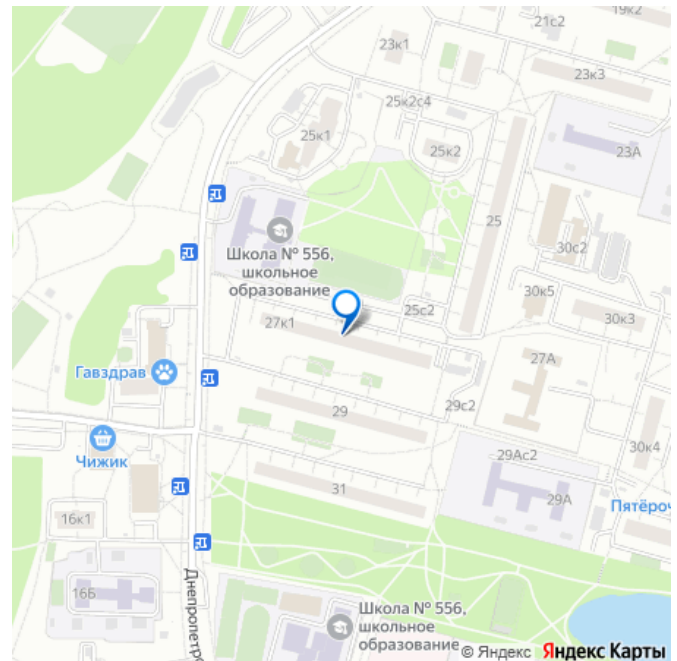 19к2
21с2
23к1
23к3
25к2с4
25к1
25к2
23А
25
Школа № 556,
школьное
образование
30с2
30к5
25с2
30к3
27к1
27А
Гавздрав
29с2
29
30к4
Чижик
29Ас2
31
29А
16к1
Пятёроч
16Б
Днепропетро
Школа № 556,
школьное
образование
© Яндекс Яндекс Карты